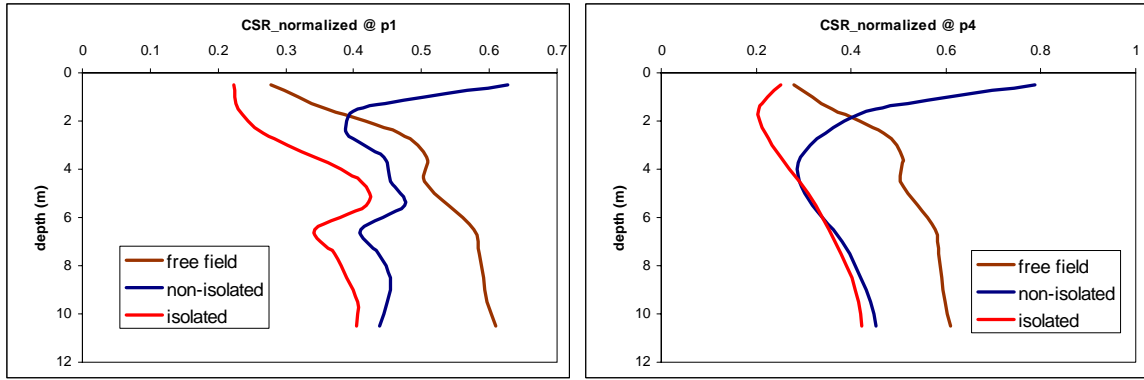 CSR_normalized @ p1
0 0.1 0.2 0.3 0.4 0.5 0.6 0.7
0
2
4
6
8
10
12
depth (m)
free field
non-isolated
isolated
CSR_normalized @ p4
0 0.2 0.4 0.6 0.8 1
0
2
4
6
8
10
12
depth (m)
free field
non-isolated
isolated